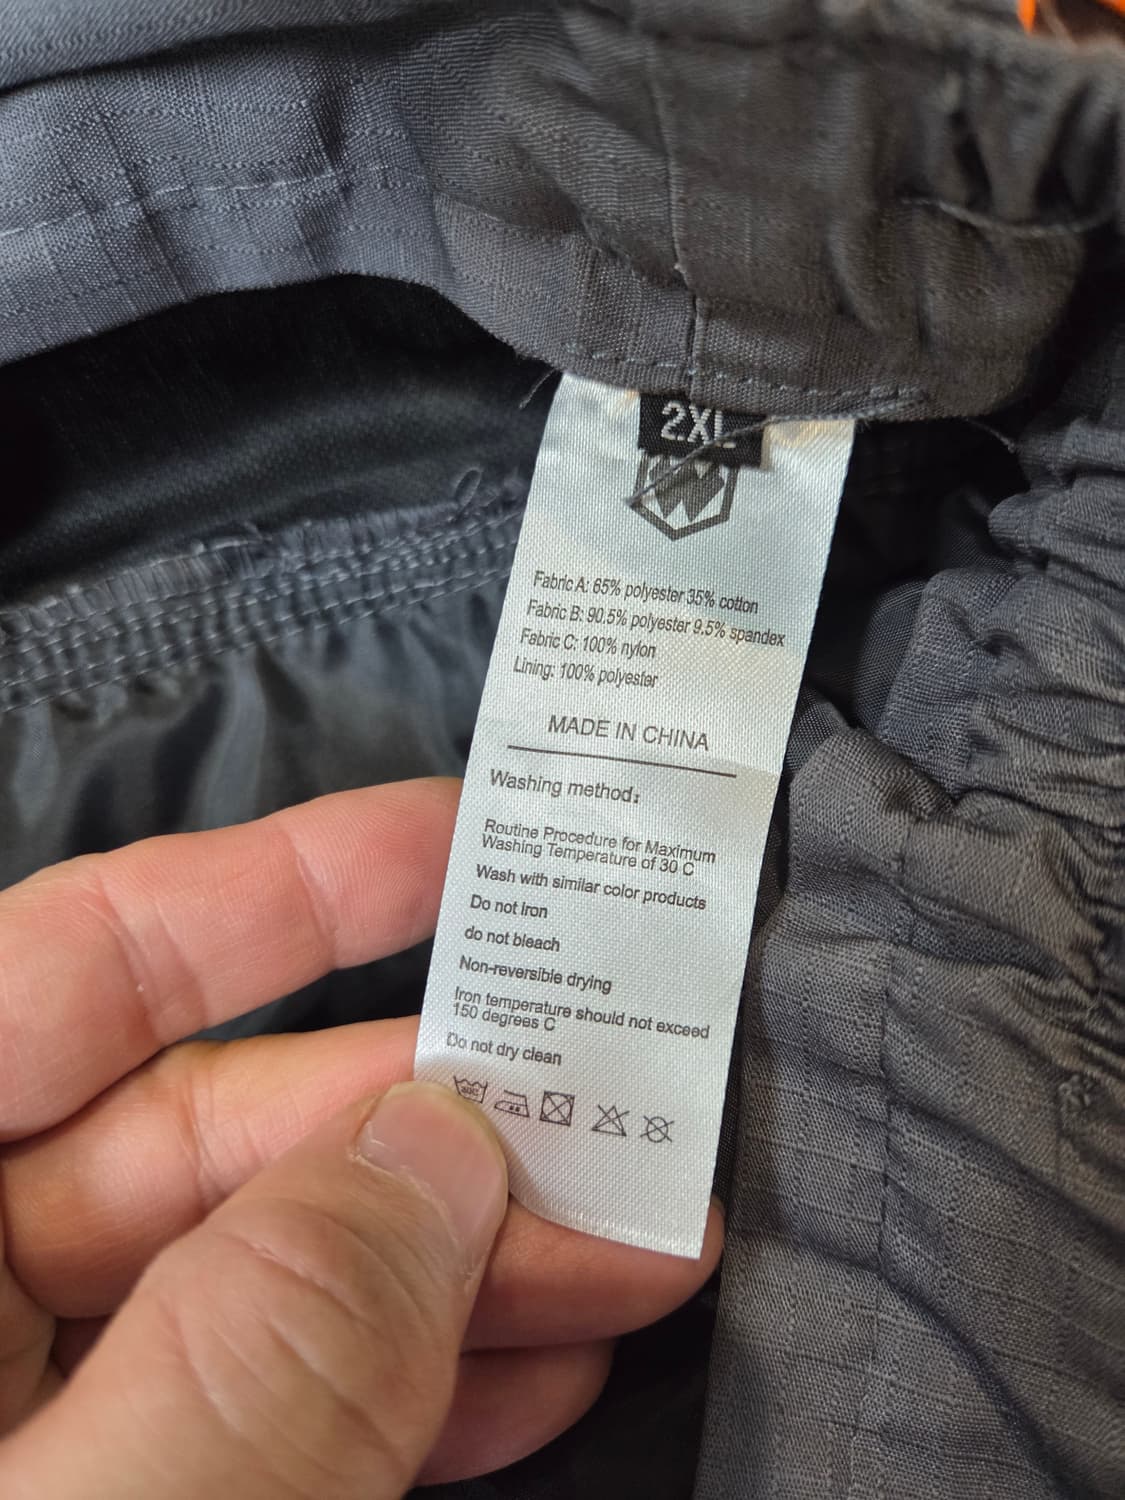 2XL
Fabric A: 65% polyester 35% cotton
Fabric B: 90.5% polyester 9.5% spandex
Fabric C: 100% nylon
Lining: 100% polyester
MADE IN CHINA
Washing method:
Routine Procedure for Maximum
Washing Temperature of 30 C
Wash with similar color products
Do not Iron
do not bleach
Non-reversible drying
Iron temperature should not exceed
150 degrees C
Do not dry clean